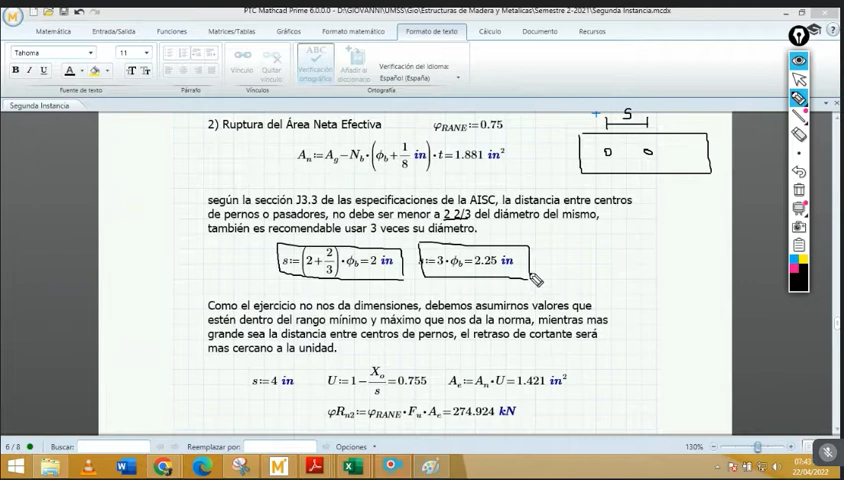 PTC Mathcad Prime 6.0.0.0 - D:\GIOVANNI\UMSS\Gio\Estructuras de Madera y Metalicas\Semestre 2-2021\Segunda Instancia.mcdx
Matemática Entrada/Salida Funciones Matrices/Tablas Gráficos Formato matemático Formato de texto Cálculo Documento Recursos
Tahoma 11
ABC
Verificación ortográfica
Vínculo
Quitar vínculo
Añadir al diccionario
Verificación del idioma:
Español (España)
Fuente de texto Párrafo Vínculos Ortografía
Segunda Instancia
2) Ruptura del Área Neta Efectiva φRANE:=0.75
An:=Ag−Nb·(ϕb+1/8 in)·t=1.881 in²
S
según la sección J3.3 de las especificaciones de la AISC, la distancia entre centros
de pernos o pasadores, no debe ser menor a 2 2/3 del diámetro del mismo,
también es recomendable usar 3 veces su diámetro.
s:=(2+2/3)·ϕb=2 in s:=3·ϕb=2.25 in
Como el ejercicio no nos da dimensiones, debemos asumirnos valores que
estén dentro del rango mínimo y máximo que nos da la norma, mientras mas
grande sea la distancia entre centros de pernos, el retraso de cortante será
mas cercano a la unidad.
s:=4 in U:=1−Xo/s=0.755 Ae:=An·U=1.421 in²
φRn2:=φRANE·Fu·Ae=274.924 kN
6 / 8 Buscar: Reemplazar por: Opciones 130%
07:43
22/04/2022